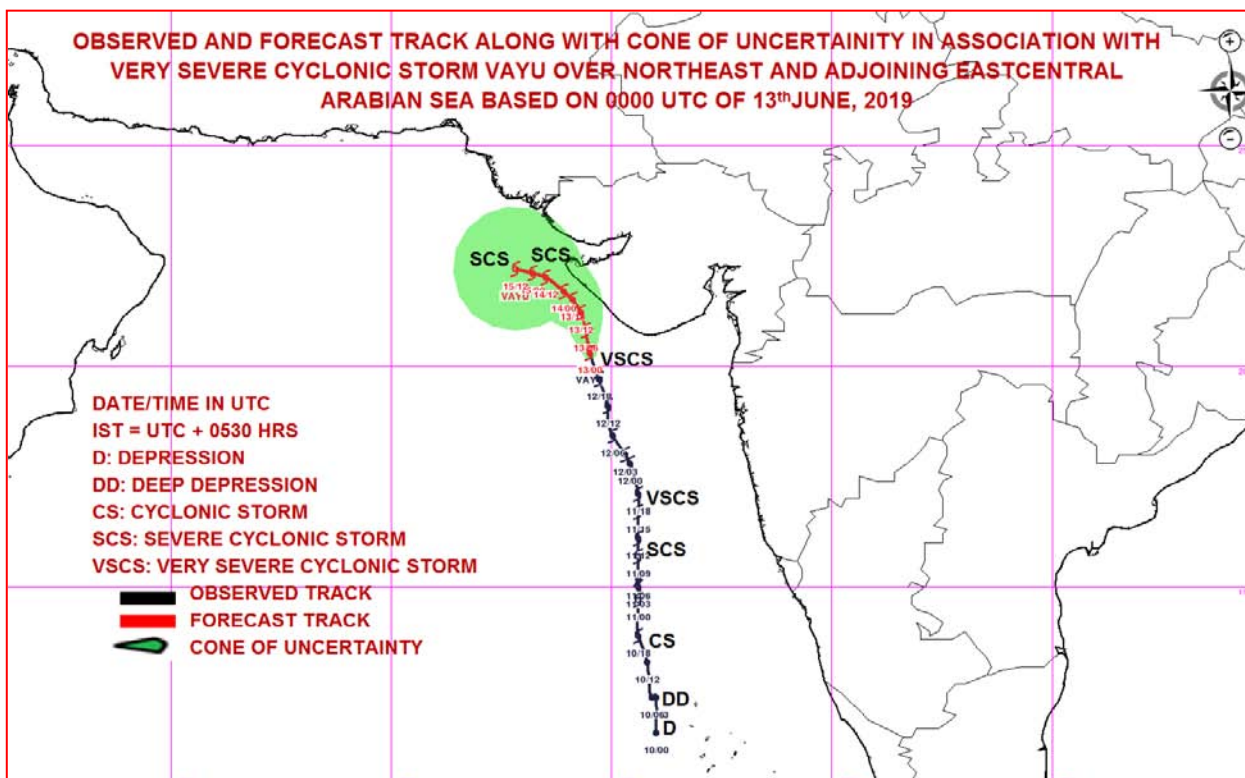 OBSERVED AND FORECAST TRACK ALONG WITH CONE OF UNCERTAINITY IN ASSOCIATION WITH
VERY SEVERE CYCLONIC STORM VAYU OVER NORTHEAST AND ADJOINING EASTCENTRAL
ARABIAN SEA BASED ON 0000 UTC OF 13thJUNE, 2019
SCS
SCS
15/12
VAYU
14/12
14/00
13/12
VSCS
13/00
VAYU
12/18
12/12
12/06
12/03
12/00
VSCS
11/18
11/15
SCS
11/12
11/09
11/06
11/03
11/00
CS
10/18
10/12
DD
D
10/00
DATE/TIME IN UTC
IST = UTC + 0530 HRS
D: DEPRESSION
DD: DEEP DEPRESSION
CS: CYCLONIC STORM
SCS: SEVERE CYCLONIC STORM
VSCS: VERY SEVERE CYCLONIC STORM
OBSERVED TRACK
FORECAST TRACK
CONE OF UNCERTAINTY